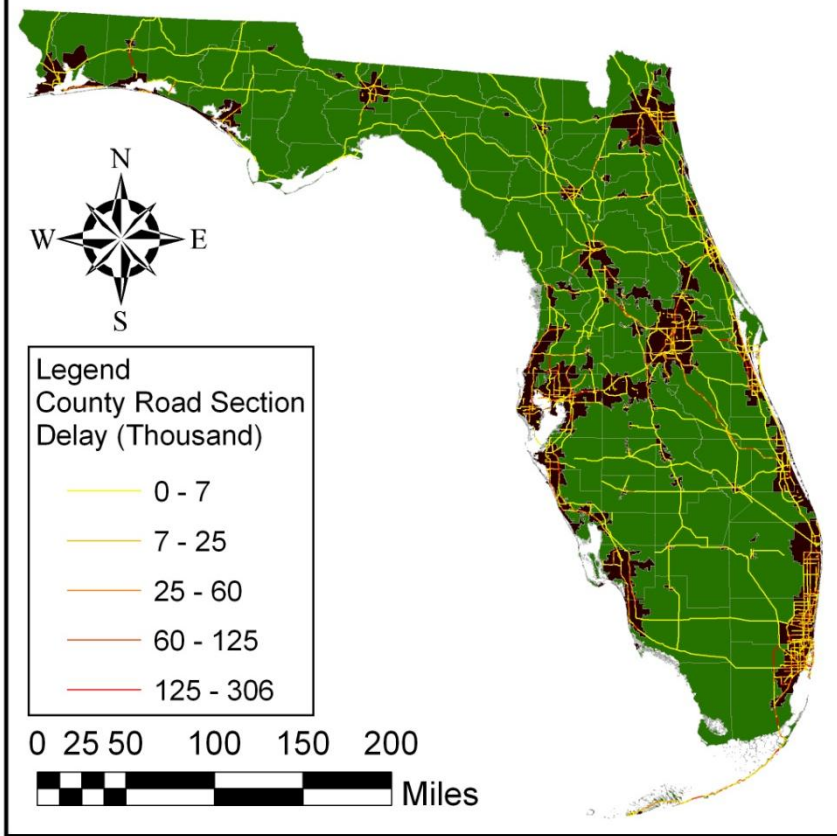 N
W E
S
Legend
County Road Section
Delay (Thousand)
0 - 7
7 - 25
25 - 60
60 - 125
125 - 306
0 25 50 100 150 200
Miles